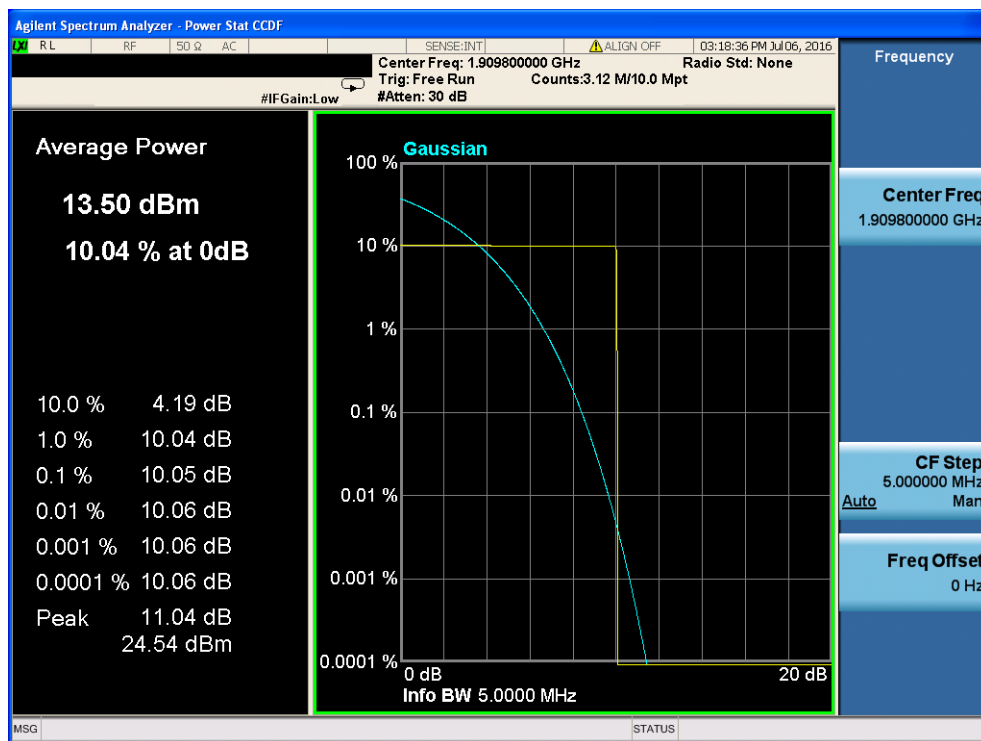 Agilent Spectrum Analyzer - Power Stat CCDF
LXI RL RF 50 Ω AC SENSE:INT ALIGN OFF 03:18:36 PM Jul 06, 2016
Center Freq: 1.909800000 GHz Radio Std: None
Trig: Free Run Counts:3.12 M/10.0 Mpt
#IFGain:Low #Atten: 30 dB
Frequency
Average Power
13.50 dBm
10.04 % at 0dB
10.0 % 4.19 dB
1.0 % 10.04 dB
0.1 % 10.05 dB
0.01 % 10.06 dB
0.001 % 10.06 dB
0.0001 % 10.06 dB
Peak 11.04 dB
24.54 dBm
Gaussian
100 %
10 %
1 %
0.1 %
0.01 %
0.001 %
0.0001 %
0 dB 20 dB
Info BW 5.0000 MHz
Center Freq
1.909800000 GHz
CF Step
5.000000 MHz
Auto Man
Freq Offset
0 Hz
MSG STATUS